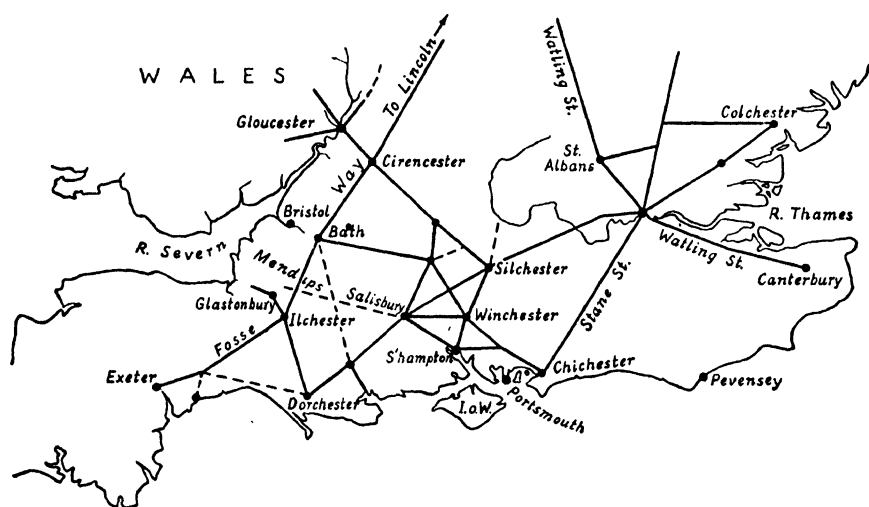 WALES
To Lincoln
Watling St.
Gloucester
Colchester
St.
Albans
Cirencester
Way
Bristol
Bath
R. Severn
R. Thames
Watling St.
Mendips
Silchester
Canterbury
Glastonbury
Salisbury
Stane St.
Ilchester
Winchester
Fosse
S'hampton
Exeter
Chichester
Pevensey
Dorchester
I.o.W.
Portsmouth